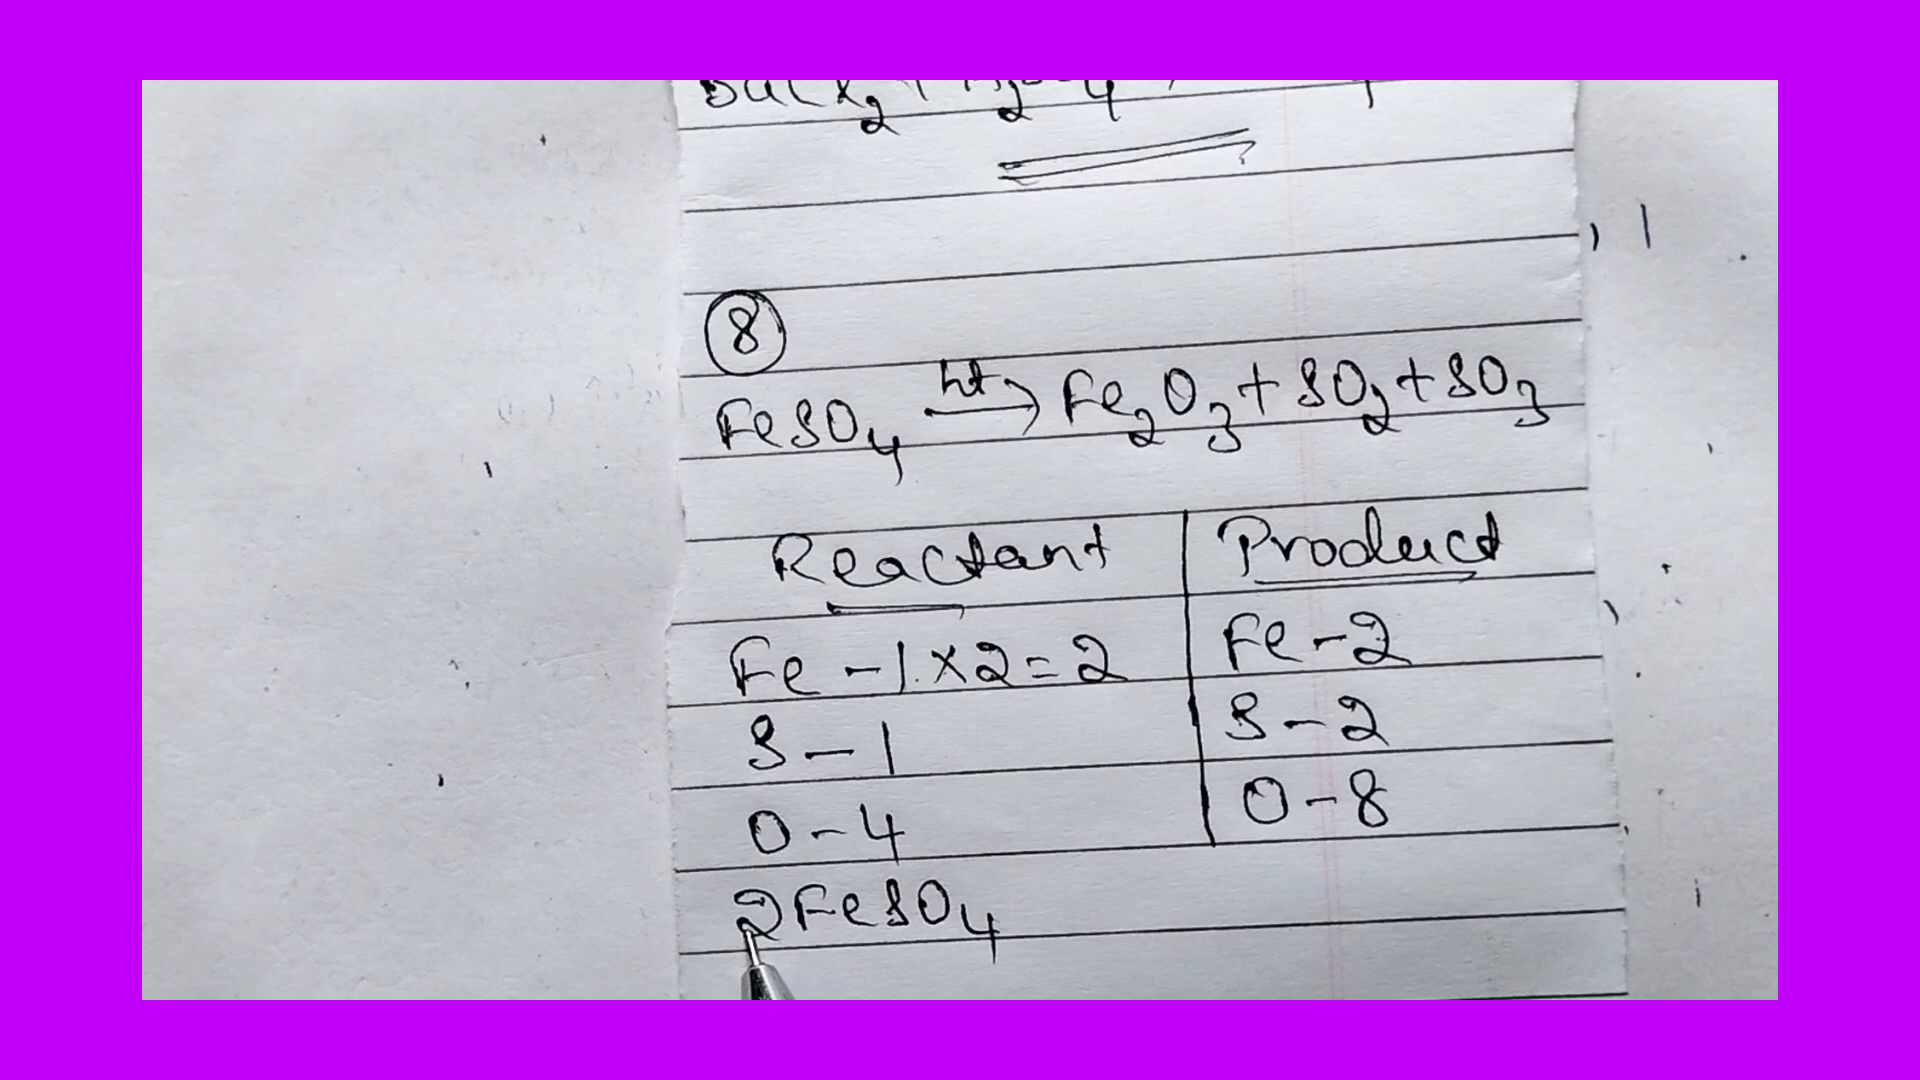 8
FeSO₄ —ht→ Fe₂O₃ + SO₂ + SO₃
Reactant | Product
Fe - 1 × 2 = 2 | Fe - 2
S - 1 | S - 2
O - 4 | O - 8
2FeSO₄